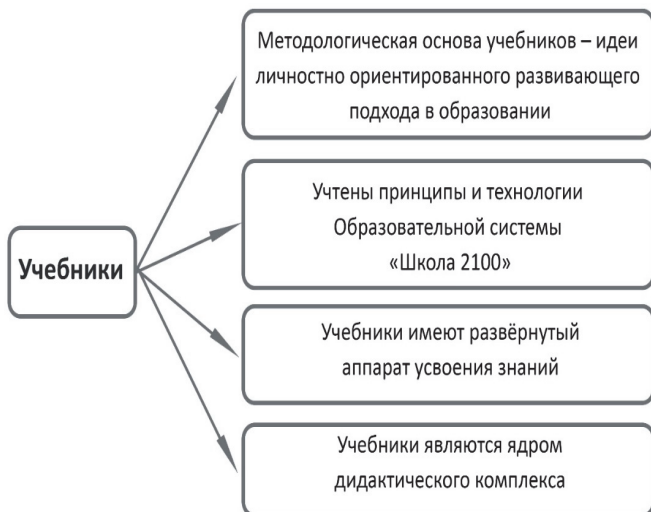 Учебники
Методологическая основа учебников – идеи
личностно ориентированного развивающего
подхода в образовании
Учтены принципы и технологии
Образовательной системы
«Школа 2100»
Учебники имеют развёрнутый
аппарат усвоения знаний
Учебники являются ядром
дидактического комплекса